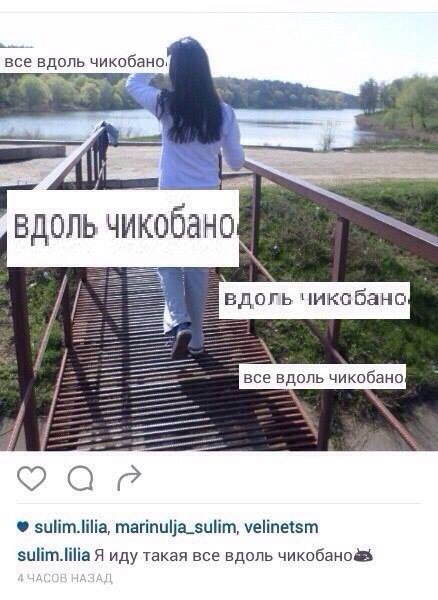 все вдоль чикобано
вдоль чикобано
вдоль чикобано
все вдоль чикобано
sulim.lilia, marinulja_sulim, velinetsm
sulim.lilia Я иду такая все вдоль чикобано
4 ЧАСОВ НАЗАД